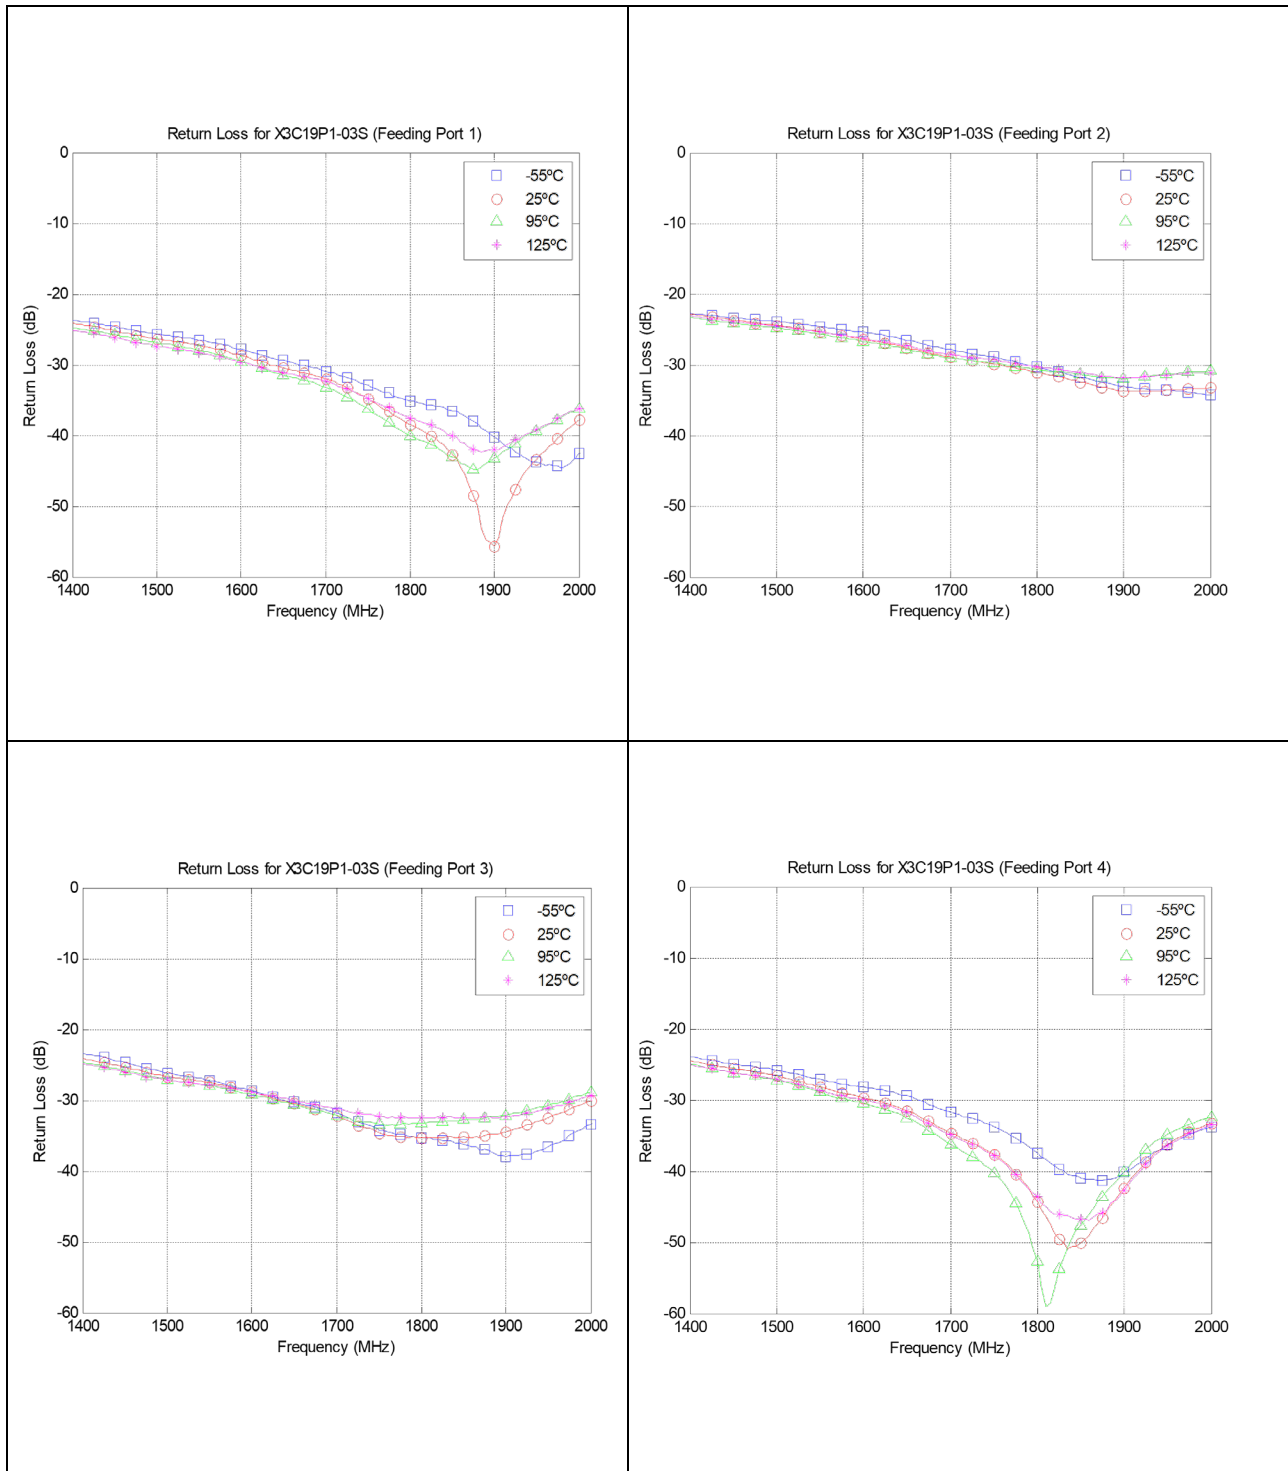 Return Loss for X3C19P1-03S (Feeding Port 1)
0
-10
-20
-30
-40
-50
-60
Return Loss (dB)
-55ºC
25ºC
95ºC
125ºC
1400 1500 1600 1700 1800 1900 2000
Frequency (MHz)
Return Loss for X3C19P1-03S (Feeding Port 2)
0
-10
-20
-30
-40
-50
-60
Return Loss (dB)
-55ºC
25ºC
95ºC
125ºC
1400 1500 1600 1700 1800 1900 2000
Frequency (MHz)
Return Loss for X3C19P1-03S (Feeding Port 3)
0
-10
-20
-30
-40
-50
-60
Return Loss (dB)
-55ºC
25ºC
95ºC
125ºC
1400 1500 1600 1700 1800 1900 2000
Frequency (MHz)
Return Loss for X3C19P1-03S (Feeding Port 4)
0
-10
-20
-30
-40
-50
-60
Return Loss (dB)
-55ºC
25ºC
95ºC
125ºC
1400 1500 1600 1700 1800 1900 2000
Frequency (MHz)